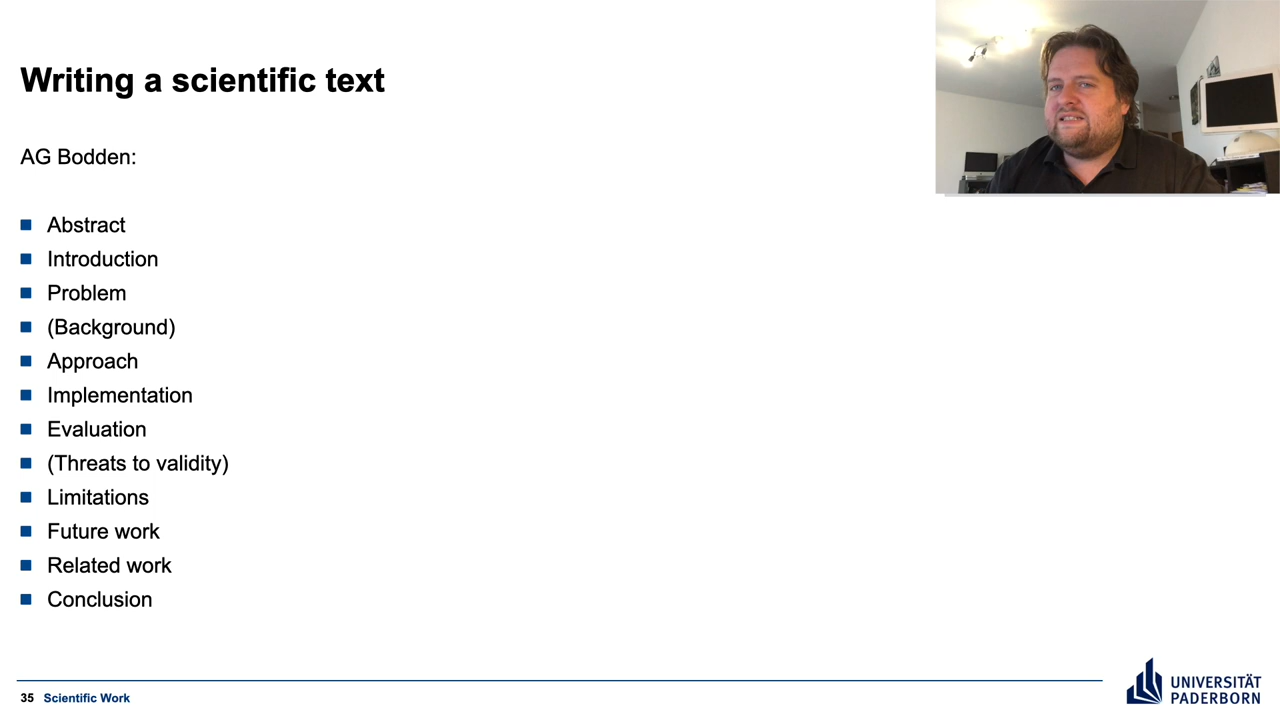 Writing a scientific text
AG Bodden:
Abstract
Introduction
Problem
(Background)
Approach
Implementation
Evaluation
(Threats to validity)
Limitations
Future work
Related work
Conclusion
35 Scientific Work
UNIVERSITÄT
PADERBORN